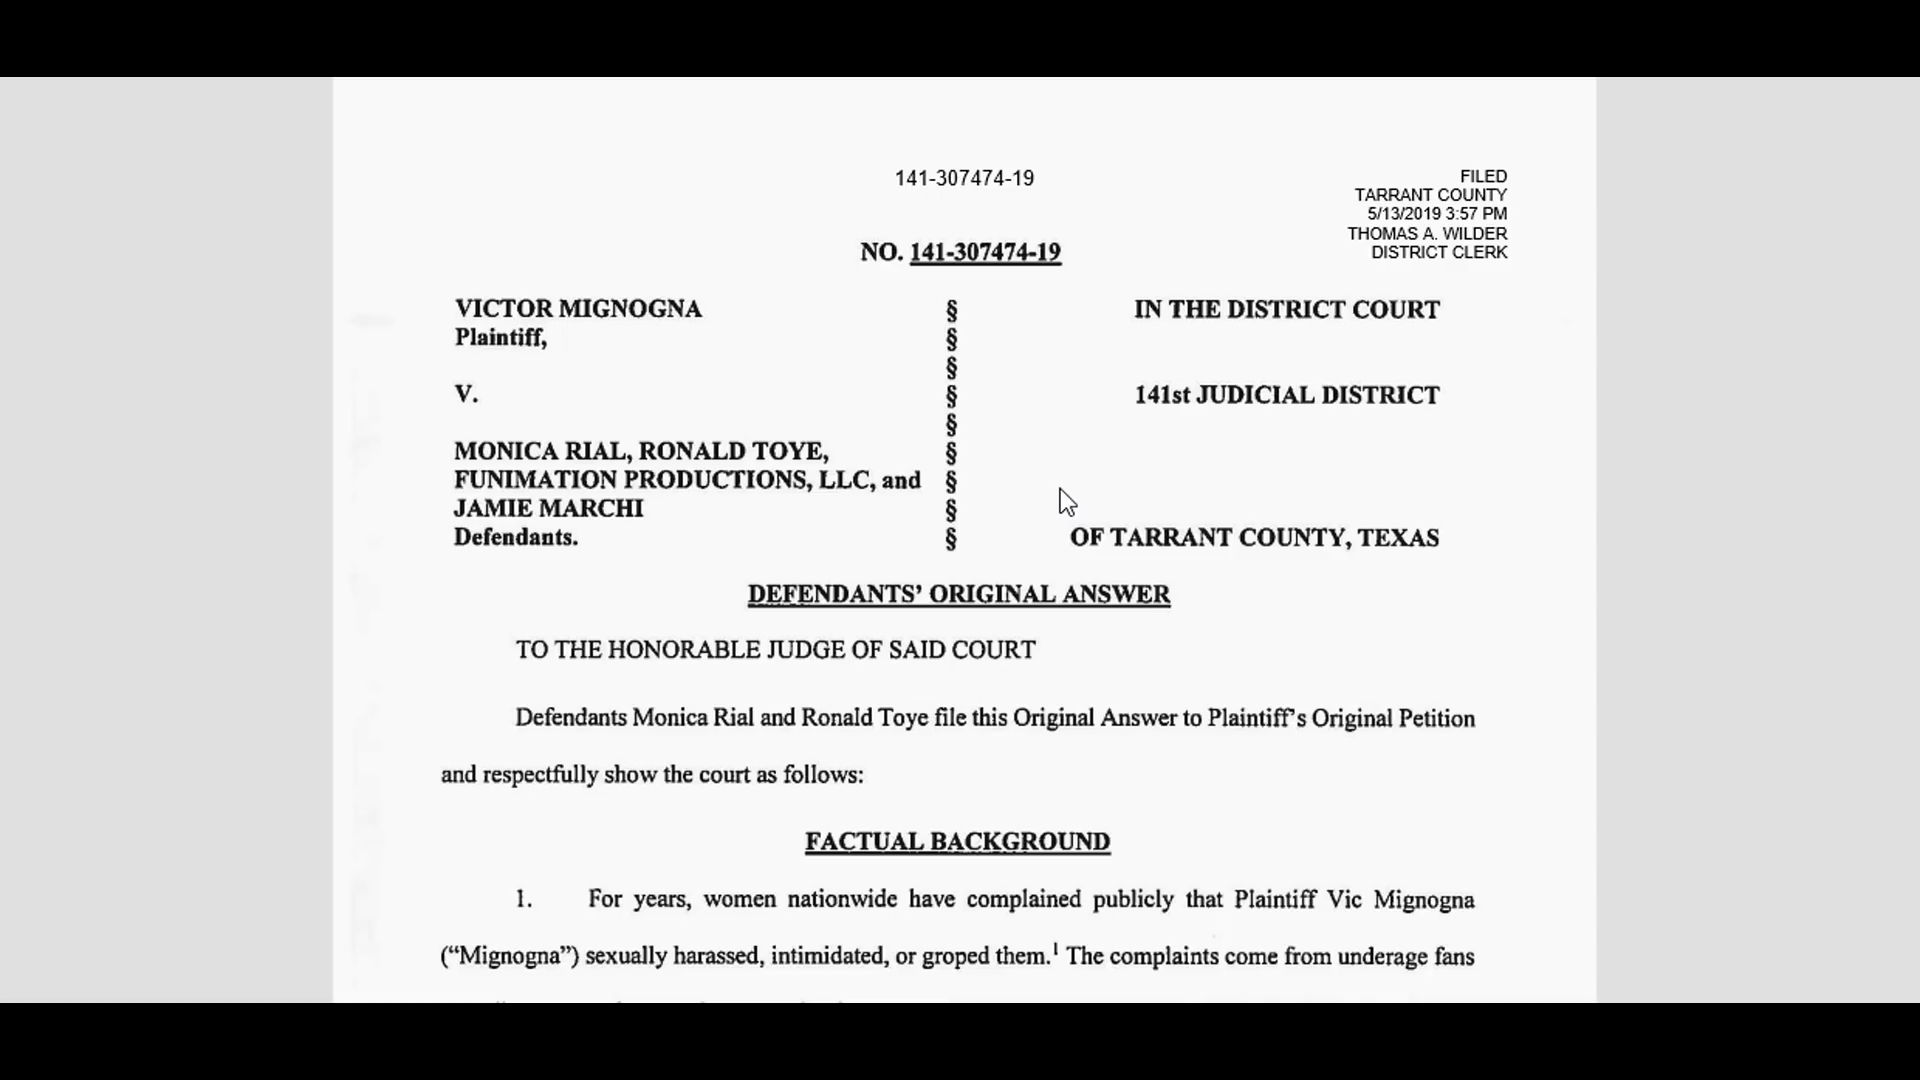 141-307474-19
FILED
TARRANT COUNTY
5/13/2019 3:57 PM
THOMAS A. WILDER
DISTRICT CLERK
NO. 141-307474-19
VICTOR MIGNOGNA § IN THE DISTRICT COURT
Plaintiff, §
§
V. § 141st JUDICIAL DISTRICT
§
MONICA RIAL, RONALD TOYE, §
FUNIMATION PRODUCTIONS, LLC, and §
JAMIE MARCHI §
Defendants. § OF TARRANT COUNTY, TEXAS
DEFENDANTS’ ORIGINAL ANSWER
TO THE HONORABLE JUDGE OF SAID COURT
Defendants Monica Rial and Ronald Toye file this Original Answer to Plaintiff’s Original Petition
and respectfully show the court as follows:
FACTUAL BACKGROUND
1. For years, women nationwide have complained publicly that Plaintiff Vic Mignogna
(“Mignogna”) sexually harassed, intimidated, or groped them.¹ The complaints come from underage fans